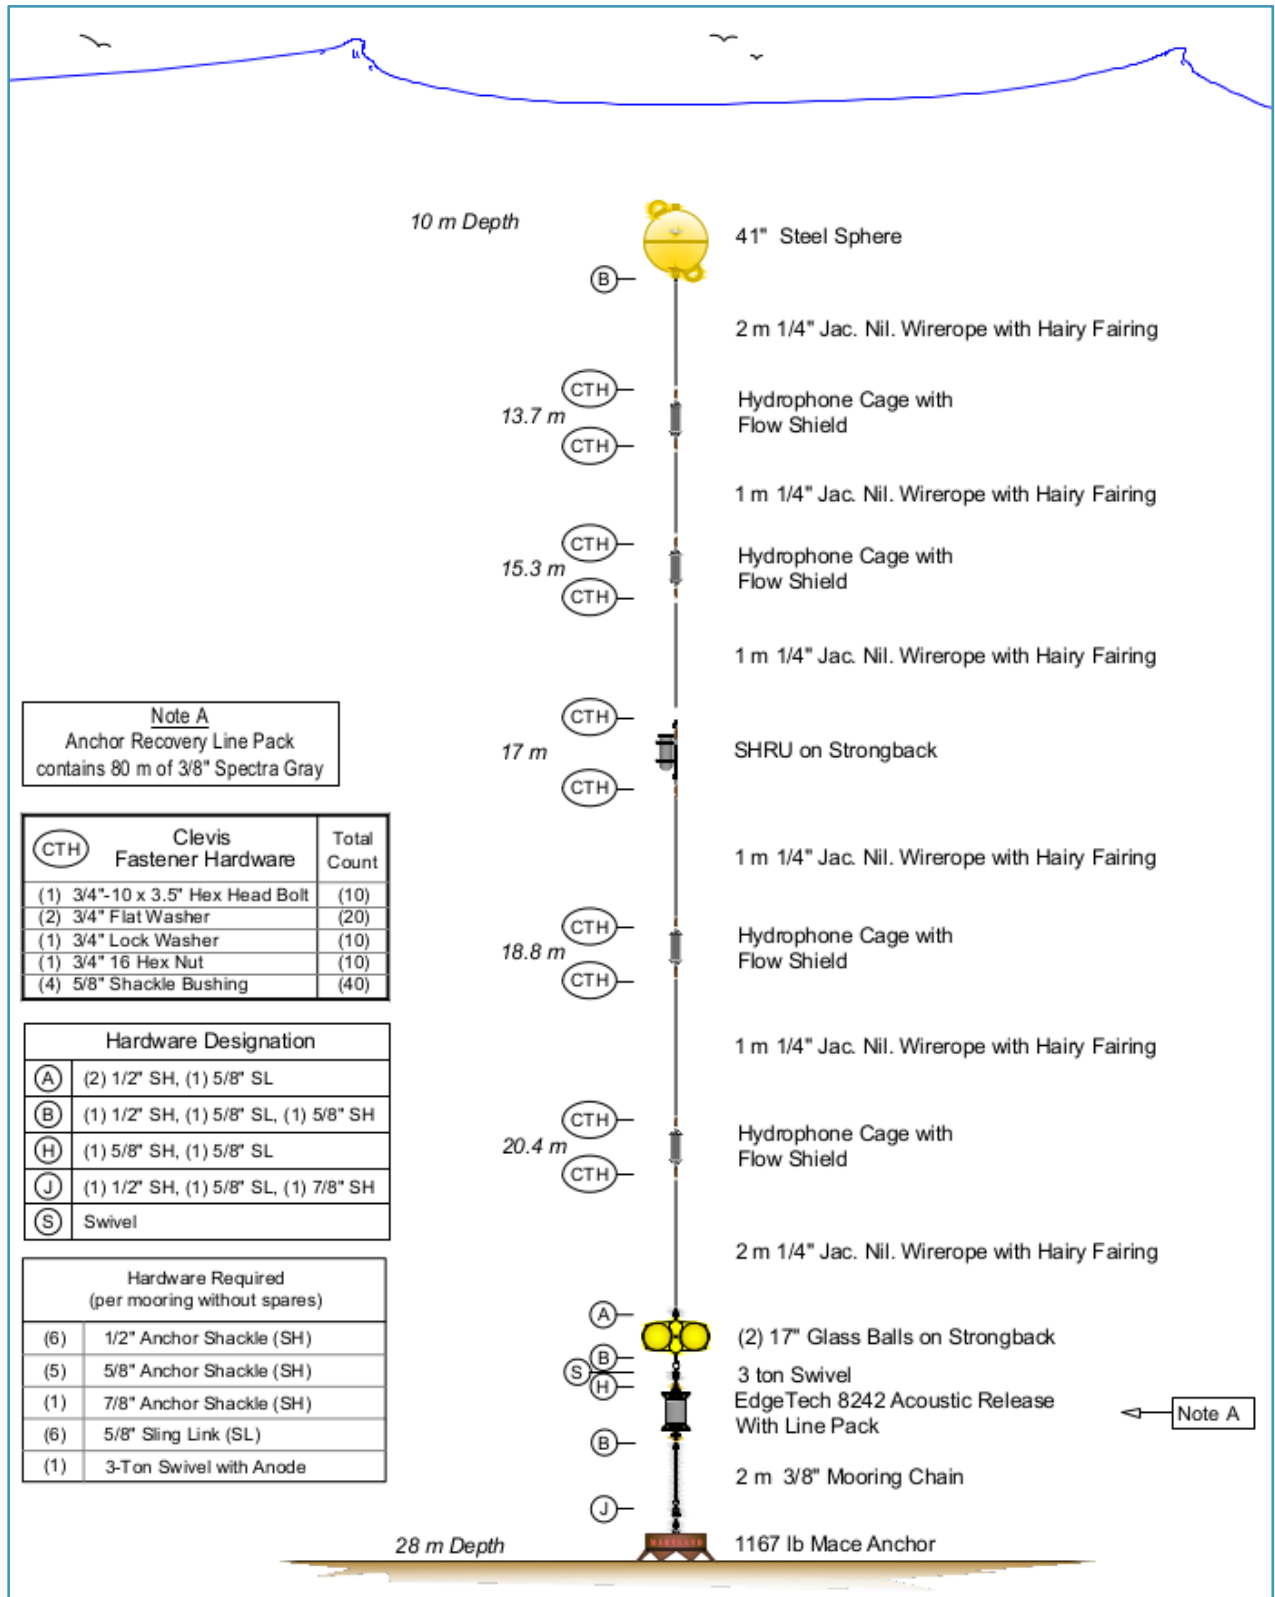 10 m Depth
41" Steel Sphere
B
2 m 1/4" Jac. Nil. Wirerope with Hairy Fairing
CTH
13.7 m
Hydrophone Cage with
Flow Shield
CTH
1 m 1/4" Jac. Nil. Wirerope with Hairy Fairing
CTH
15.3 m
Hydrophone Cage with
Flow Shield
CTH
1 m 1/4" Jac. Nil. Wirerope with Hairy Fairing
CTH
17 m
SHRU on Strongback
CTH
1 m 1/4" Jac. Nil. Wirerope with Hairy Fairing
CTH
18.8 m
Hydrophone Cage with
Flow Shield
CTH
1 m 1/4" Jac. Nil. Wirerope with Hairy Fairing
CTH
20.4 m
Hydrophone Cage with
Flow Shield
CTH
2 m 1/4" Jac. Nil. Wirerope with Hairy Fairing
A
(2) 17" Glass Balls on Strongback
B
S
3 ton Swivel
H
EdgeTech 8242 Acoustic Release
With Line Pack
Note A
B
2 m 3/8" Mooring Chain
J
1167 lb Mace Anchor
28 m Depth
Note A
Anchor Recovery Line Pack
contains 80 m of 3/8" Spectra Gray
CTH Clevis Fastener Hardware Total Count
(1) 3/4"-10 x 3.5" Hex Head Bolt (10)
(2) 3/4" Flat Washer (20)
(1) 3/4" Lock Washer (10)
(1) 3/4" 16 Hex Nut (10)
(4) 5/8" Shackle Bushing (40)
Hardware Designation
A (2) 1/2" SH, (1) 5/8" SL
B (1) 1/2" SH, (1) 5/8" SL, (1) 5/8" SH
H (1) 5/8" SH, (1) 5/8" SL
J (1) 1/2" SH, (1) 5/8" SL, (1) 7/8" SH
S Swivel
Hardware Required
(per mooring without spares)
(6) 1/2" Anchor Shackle (SH)
(5) 5/8" Anchor Shackle (SH)
(1) 7/8" Anchor Shackle (SH)
(6) 5/8" Sling Link (SL)
(1) 3-Ton Swivel with Anode